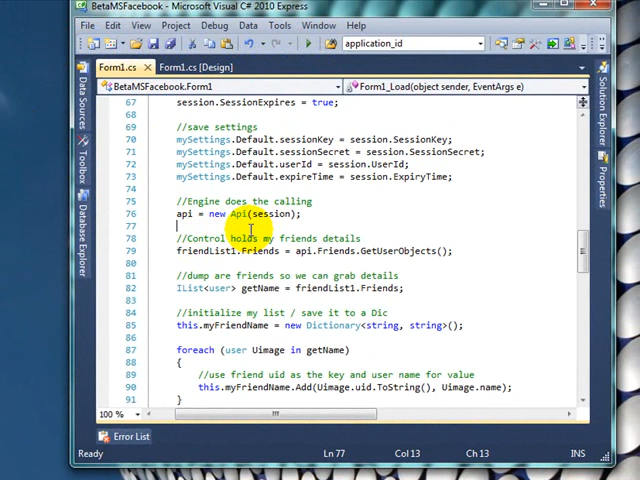 BetaMSFacebook - Microsoft Visual C# 2010 Express
File Edit View Project Debug Data Tools Window Help
application_id
Form1.cs Form1.cs [Design]
BetaMSFacebook.Form1 Form1_Load(object sender, EventArgs e)
67 session.SessionExpires = true;
68
69 //save settings
70 mySettings.Default.sessionKey = session.SessionKey;
71 mySettings.Default.sessionSecret = session.SessionSecret;
72 mySettings.Default.userId = session.UserId;
73 mySettings.Default.expireTime = session.ExpiryTime;
74
75 //Engine does the calling
76 api = new Api(session);
77
78 //Control holds my friends details
79 friendList1.Friends = api.Friends.GetUserObjects();
80
81 //dump are friends so we can grab details
82 IList<user> getName = friendList1.Friends;
83
84 //initialize my list / save it to a Dic
85 this.myFriendName = new Dictionary<string, string>();
86
87 foreach (user Uimage in getName)
88 {
89 //use friend uid as the key and user name for value
90 this.myFriendName.Add(Uimage.uid.ToString(), Uimage.name);
91 }
100 %
Error List
Ready Ln 77 Col 13 Ch 13
Data Sources
Toolbox
Database Explorer
Solution Explorer
Properties